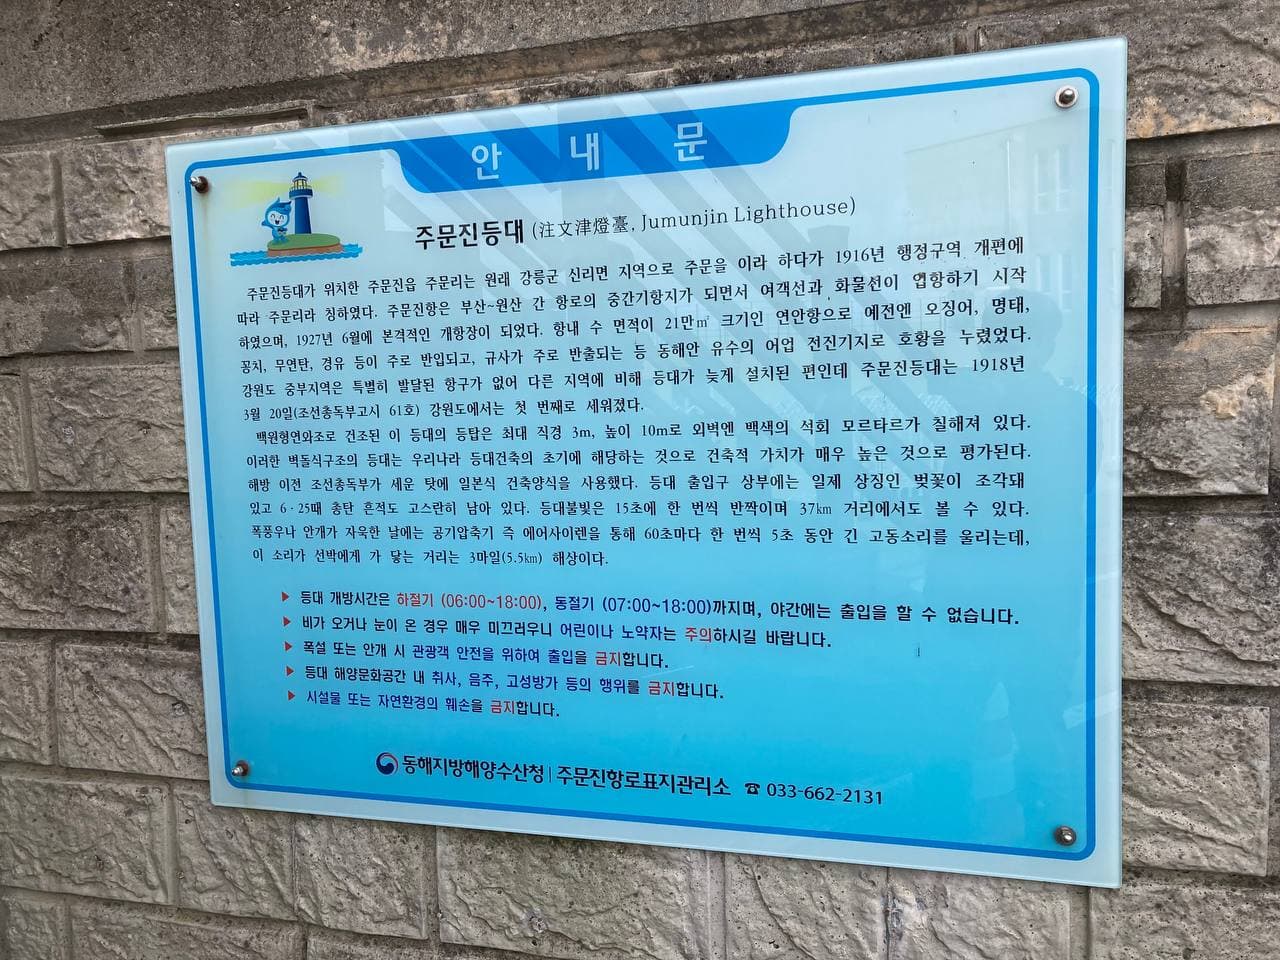 안내문
주문진등대 (注文津燈臺, Jumunjin Lighthouse)
주문진등대가 위치한 주문진읍 주문리는 원래 강릉군 신리면 지역으로 주문을 이라 하다가 1916년 행정구역 개편에
따라 주문리라 칭하였다. 주문진항은 부산~원산 간 항로의 중간기항지가 되면서 여객선과 화물선이 입항하기 시작
하였으며, 1927년 6월에 본격적인 개항장이 되었다. 항내 수 면적이 21만㎡ 크기인 연안항으로 예전엔 오징어, 명태,
꽁치, 무연탄, 경유 등이 주로 반입되고, 규사가 주로 반출되는 등 동해안 유수의 어업 전진기지로 호황을 누렸었다.
강원도 중부지역은 특별히 발달된 항구가 없어 다른 지역에 비해 등대가 늦게 설치된 편인데 주문진등대는 1918년
3월 20일(조선총독부고시 61호) 강원도에서는 첫 번째로 세워졌다.
백원형연와조로 건조된 이 등대의 등탑은 최대 직경 3m, 높이 10m로 외벽엔 백색의 석회 모르타르가 칠해져 있다.
이러한 벽돌식구조의 등대는 우리나라 등대건축의 초기에 해당하는 것으로 건축적 가치가 매우 높은 것으로 평가된다.
해방 이전 조선총독부가 세운 탓에 일본식 건축양식을 사용했다. 등대 출입구 상부에는 일제 상징인 벚꽃이 조각돼
있고 6·25때 총탄 흔적도 고스란히 남아 있다. 등대불빛은 15초에 한 번씩 반짝이며 37㎞ 거리에서도 볼 수 있다.
폭풍우나 안개가 자욱한 날에는 공기압축기 즉 에어사이렌을 통해 60초마다 한 번씩 5초 동안 긴 고동소리를 울리는데,
이 소리가 선박에게 가 닿는 거리는 3마일(5.5㎞) 해상이다.
▶ 등대 개방시간은 하절기 (06:00~18:00), 동절기 (07:00~18:00)까지며, 야간에는 출입을 할 수 없습니다.
▶ 비가 오거나 눈이 온 경우 매우 미끄러우니 어린이나 노약자는 주의하시길 바랍니다.
▶ 폭설 또는 안개 시 관광객 안전을 위하여 출입을 금지합니다.
▶ 등대 해양문화공간 내 취사, 음주, 고성방가 등의 행위를 금지합니다.
▶ 시설물 또는 자연환경의 훼손을 금지합니다.
동해지방해양수산청 | 주문진항로표지관리소 ☎ 033-662-2131